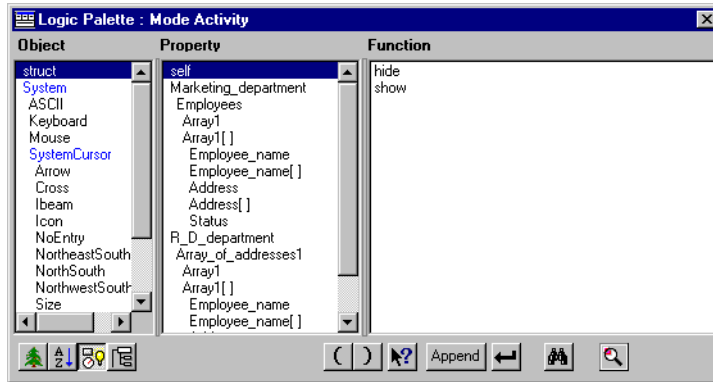 Logic Palette : Mode Activity
Object
Property
Function
struct
System
ASCII
Keyboard
Mouse
SystemCursor
Arrow
Cross
Ibeam
Icon
NoEntry
NortheastSouth
NorthSouth
NorthwestSouth
Size
self
Marketing_department
Employees
Array1
Array1[ ]
Employee_name
Employee_name[ ]
Address
Address[ ]
Status
R_D_department
Array_of_addresses1
Array1
Array1[ ]
Employee_name
Employee_name[ ]
hide
show
( ) ? Append